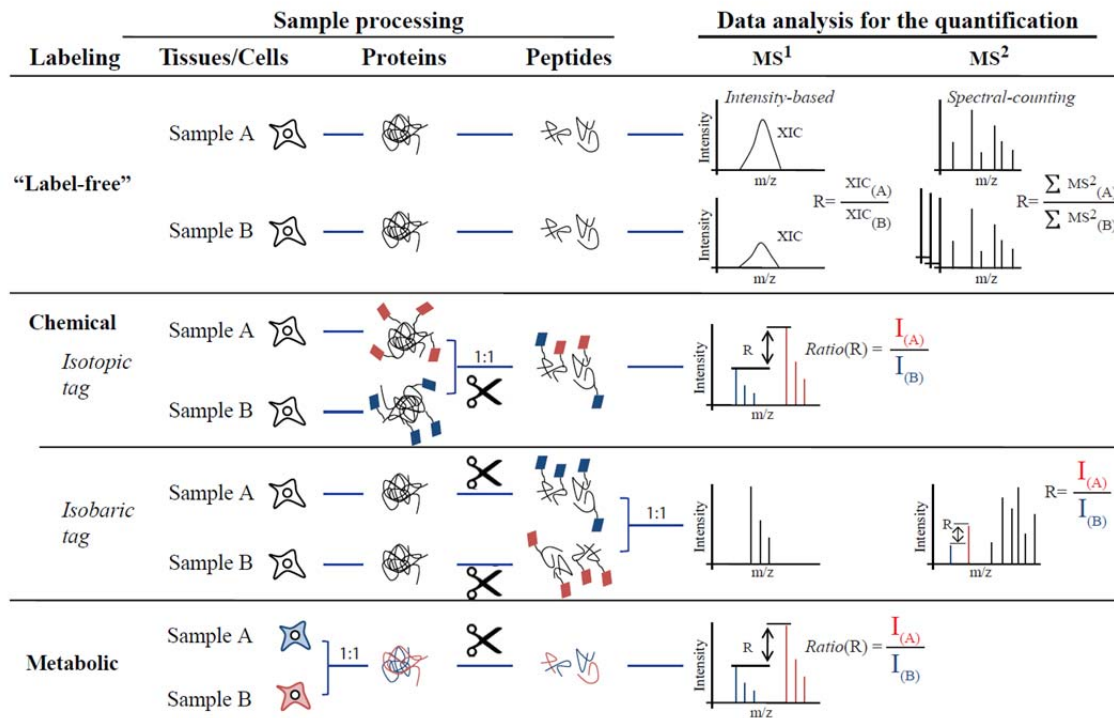 Sample processing
Data analysis for the quantification
Labeling Tissues/Cells Proteins Peptides MS¹ MS²
“Label-free”
Sample A
Sample B
Intensity-based
Intensity
XIC
m/z
Intensity
XIC
m/z
R= XIC(A)
XIC(B)
Spectral-counting
Intensity
m/z
Intensity
m/z
R= ∑ MS²(A)
∑ MS²(B)
Chemical
Isotopic
tag
Sample A
Sample B
1:1
Intensity
R
m/z
Ratio(R) = I(A)
I(B)
Isobaric
tag
Sample A
Sample B
1:1
Intensity
m/z
Intensity
R
m/z
R= I(A)
I(B)
Metabolic
Sample A
Sample B
1:1
Intensity
R
m/z
Ratio(R) = I(A)
I(B)